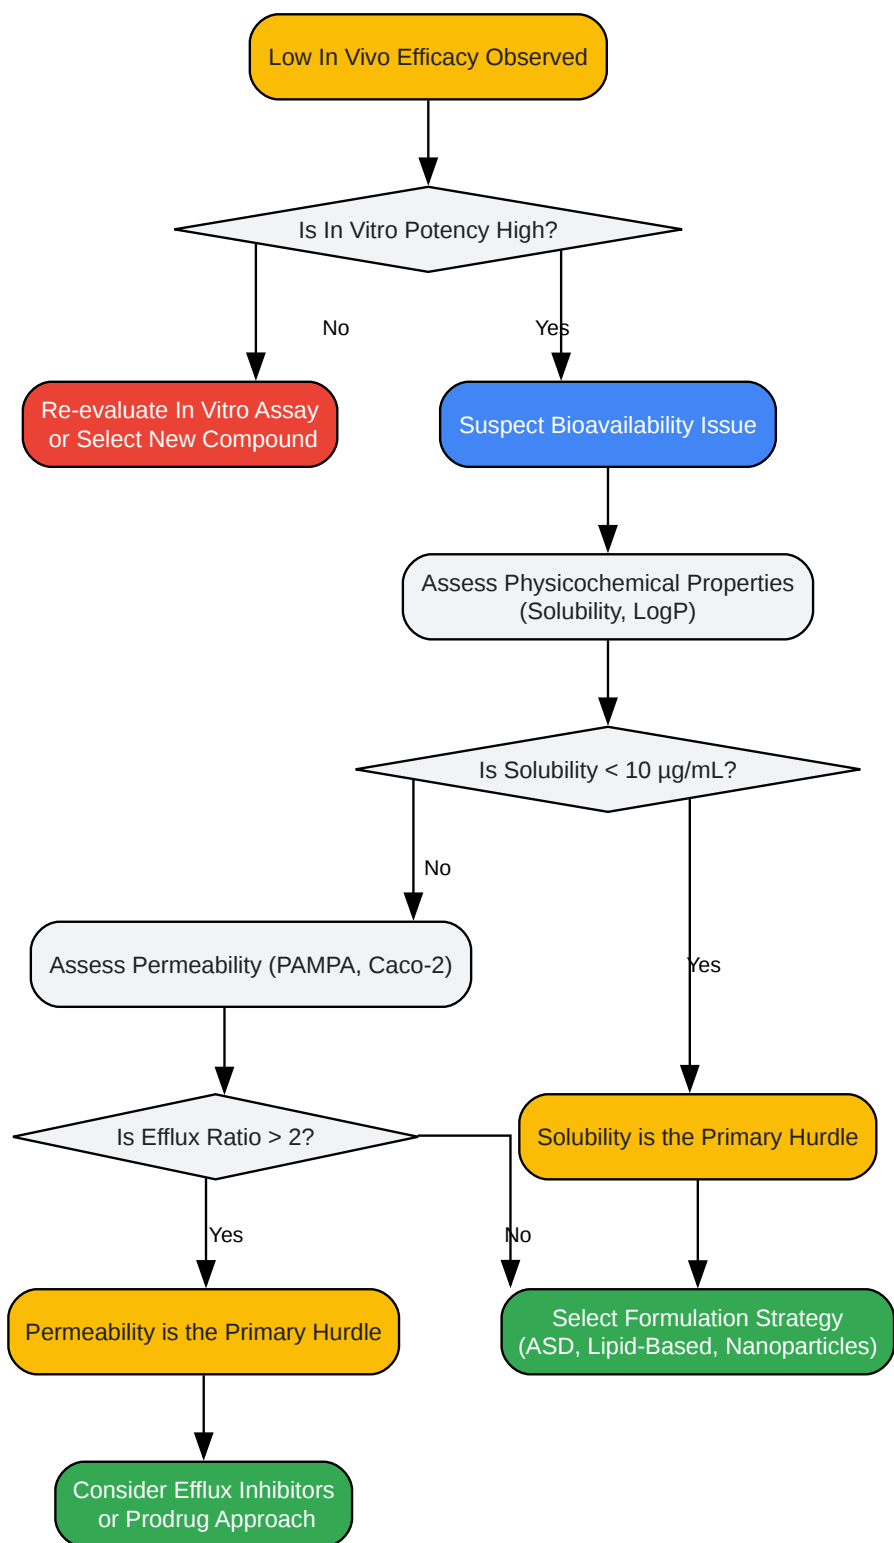 Low In Vivo Efficacy Observed
Is In Vitro Potency High?
No
Yes
Re-evaluate In Vitro Assay
or Select New Compound
Suspect Bioavailability Issue
Assess Physicochemical Properties
(Solubility, LogP)
Is Solubility < 10 µg/mL?
No
Assess Permeability (PAMPA, Caco-2)
Yes
Is Efflux Ratio > 2?
Solubility is the Primary Hurdle
Yes
No
Permeability is the Primary Hurdle
Select Formulation Strategy
(ASD, Lipid-Based, Nanoparticles)
Consider Efflux Inhibitors
or Prodrug Approach